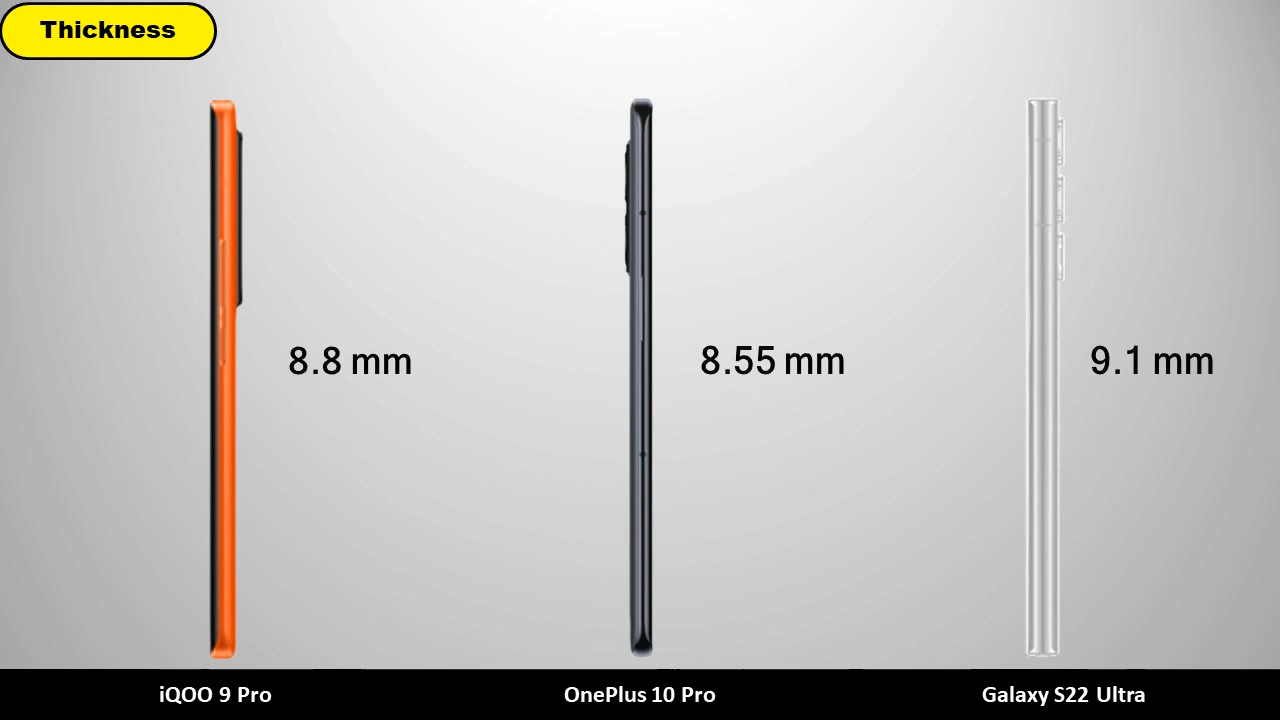 Thickness
8.8 mm
8.55 mm
9.1 mm
iQOO 9 Pro
OnePlus 10 Pro
Galaxy S22 Ultra